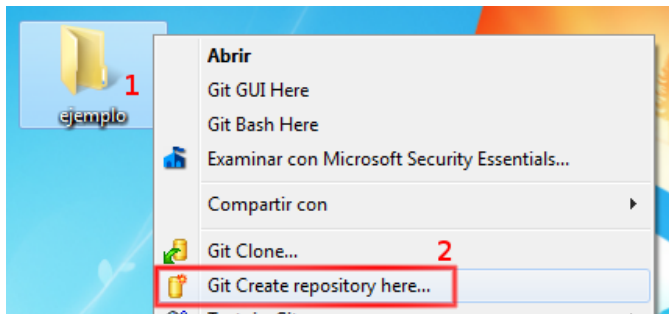 1
ejemplo
Abrir
Git GUI Here
Git Bash Here
Examinar con Microsoft Security Essentials...
Compartir con
Git Clone...
2
Git Create repository here...